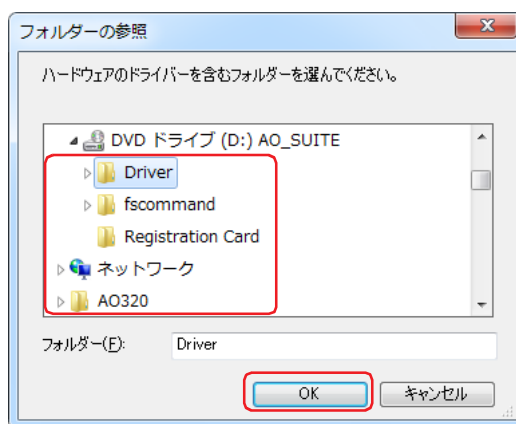 フォルダーの参照
ハードウェアのドライバーを含むフォルダーを選んでください。
DVD ドライブ (D:) AO_SUITE
Driver
fscommand
Registration Card
ネットワーク
AO320
フォルダー(F): Driver
OK キャンセル